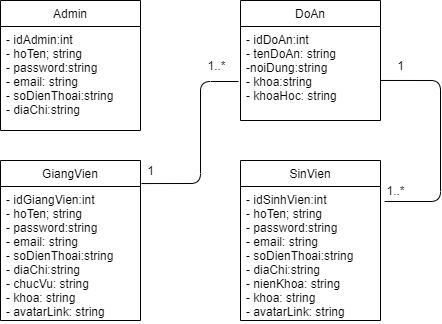 Admin
- idAdmin:int
- hoTen; string
- password:string
- email: string
- soDienThoai:string
- diaChi:string
DoAn
- idDoAn:int
- tenDoAn: string
-noiDung:string
- khoa:string
- khoaHoc: string
1..*
1
GiangVien
- idGiangVien:int
- hoTen; string
- password:string
- email: string
- soDienThoai:string
- diaChi:string
- chucVu: string
- khoa: string
- avatarLink: string
1
SinVien
- idSinhVien:int
- hoTen; string
- password:string
- email: string
- soDienThoai:string
- diaChi:string
- nienKhoa: string
- khoa: string
- avatarLink: string
1..*